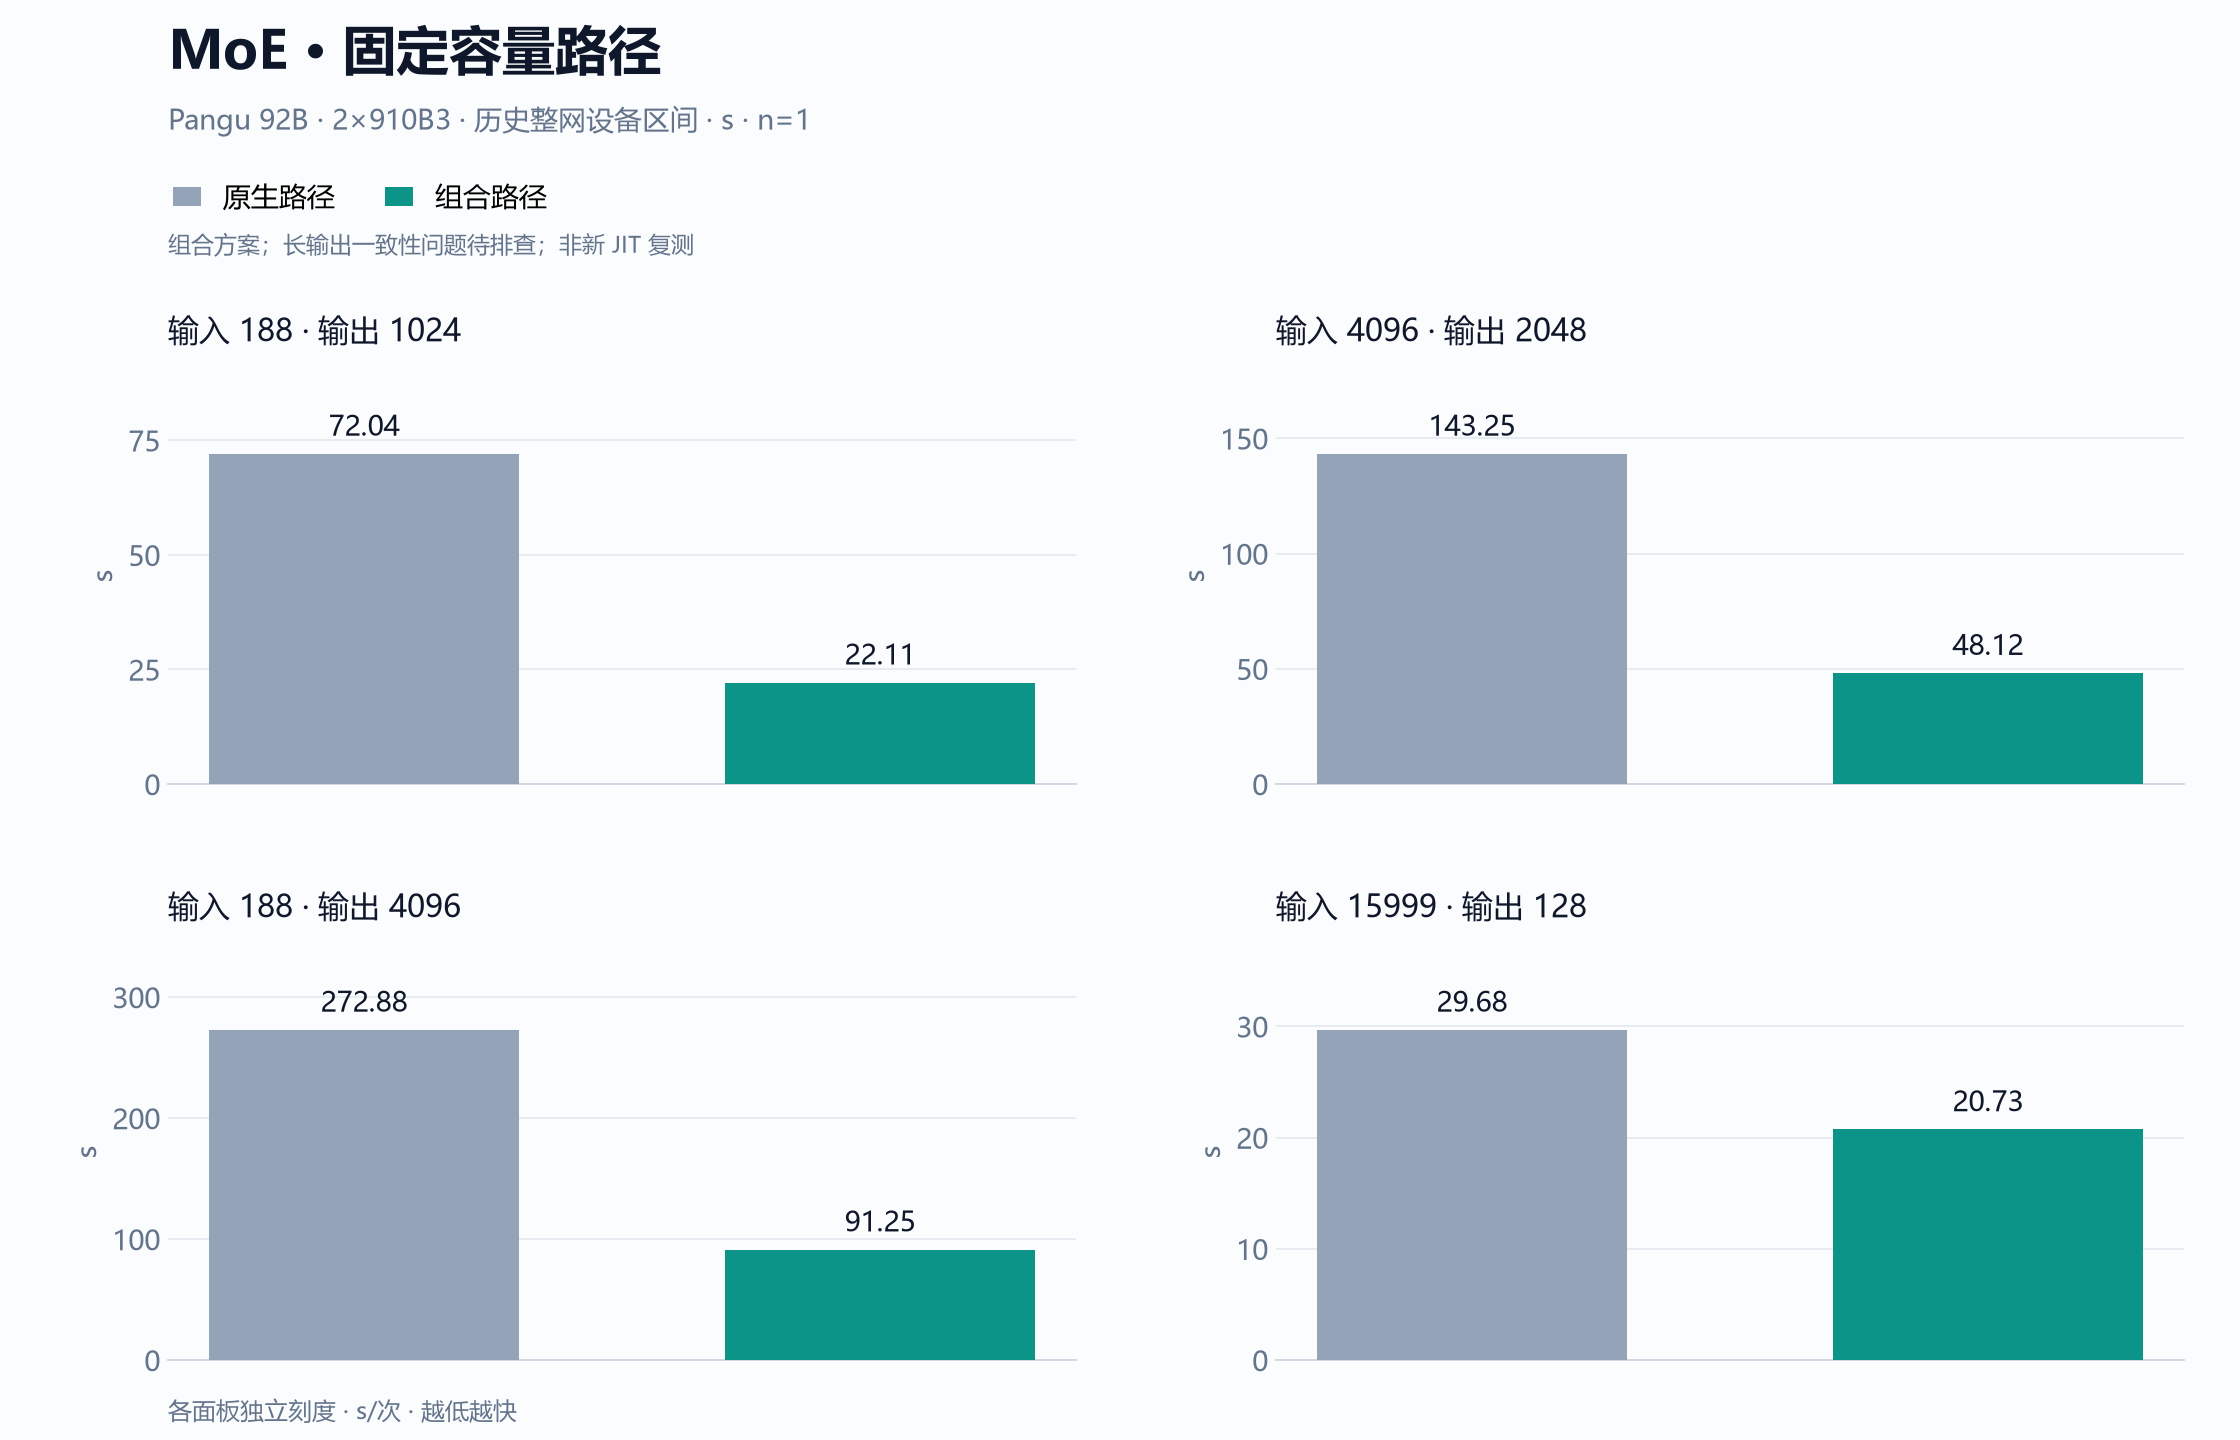 MoE • 固定容量路径
Pangu 92B · 2×910B3 · 历史整网设备区间 · s · n=1
原生路径
组合路径
组合方案；长输出一致性问题待排查；非新 JIT 复测
输入 188 · 输出 1024
75
50
25
0
s
72.04
22.11
输入 4096 · 输出 2048
150
100
50
0
s
143.25
48.12
输入 188 · 输出 4096
300
200
100
0
s
272.88
91.25
输入 15999 · 输出 128
30
20
10
0
s
29.68
20.73
各面板独立刻度 · s/次 · 越低越快